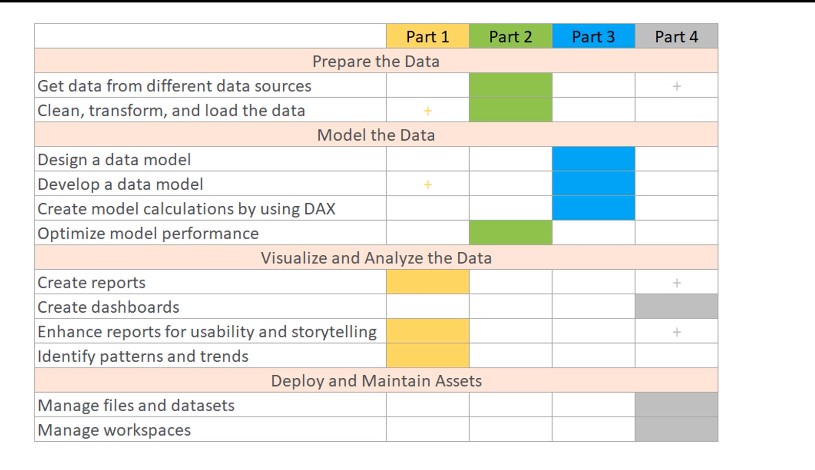 Part 1 Part 2 Part 3 Part 4
Prepare the Data
Get data from different data sources +
Clean, transform, and load the data +
Model the Data
Design a data model
Develop a data model +
Create model calculations by using DAX
Optimize model performance
Visualize and Analyze the Data
Create reports +
Create dashboards
Enhance reports for usability and storytelling +
Identify patterns and trends
Deploy and Maintain Assets
Manage files and datasets
Manage workspaces